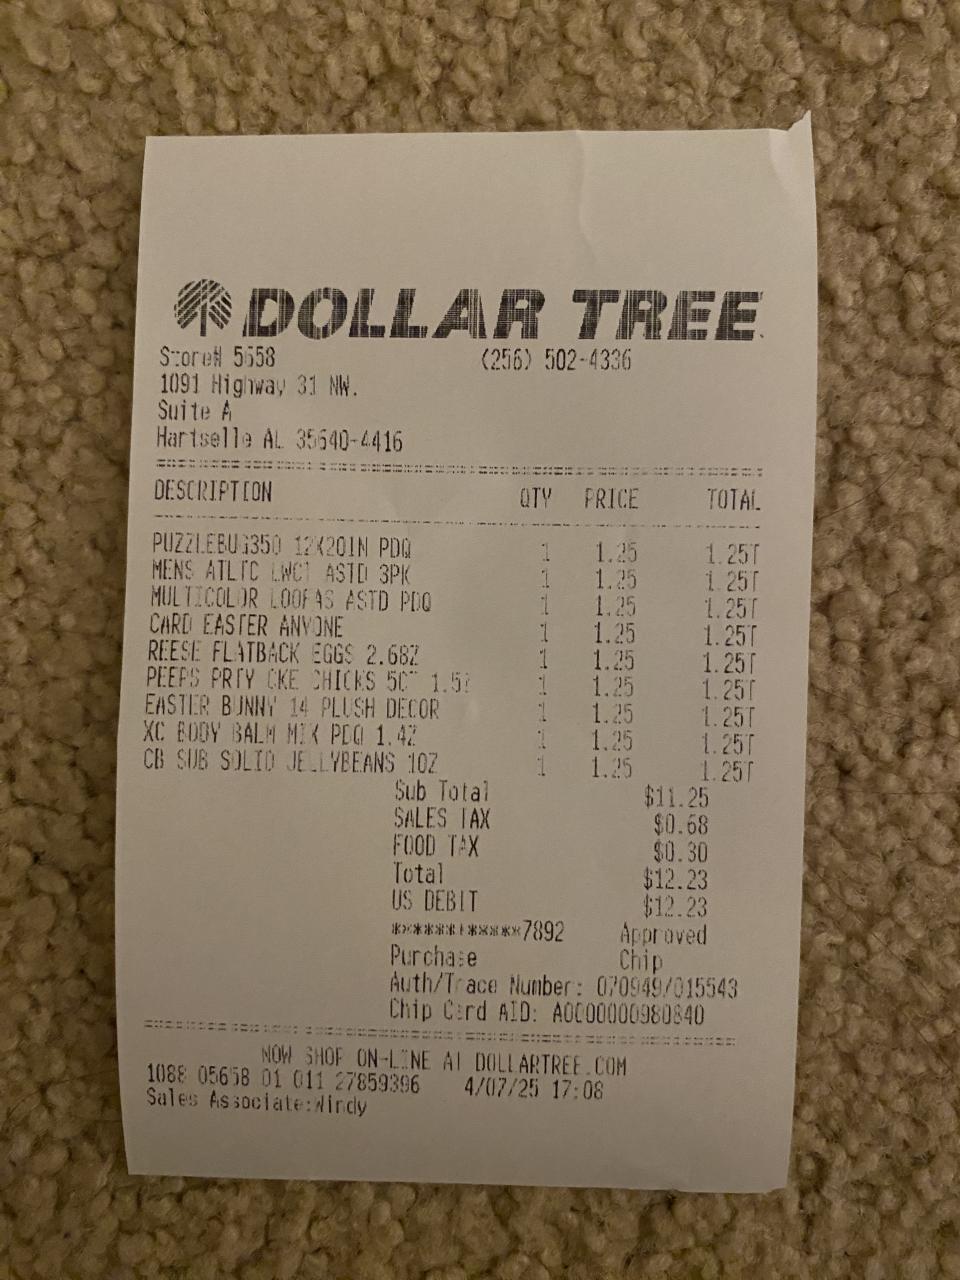 DOLLAR TREE
Store# 5658 (256) 502-4336
1091 Highway 31 NW.
Suite A
Hartselle AL 35640-4416
DESCRIPTION QTY PRICE TOTAL
PUZZLEBUG350 12X20IN PDQ 1 1.25 1.25T
MENS ATLTC LWCT ASTD 3PK 1 1.25 1.25T
MULTICOLOR LOOFAS ASTD PDQ 1 1.25 1.25T
CARD EASTER ANYONE 1 1.25 1.25T
REESE FLATBACK EGGS 2.68Z 1 1.25 1.25T
PEEPS PRTY CKE CHICKS 5CT 1.5Z 1 1.25 1.25T
EASTER BUNNY 14 PLUSH DECOR 1 1.25 1.25T
XC BODY BALM MIX PDQ 1.4Z 1 1.25 1.25T
CB SUB SOLID JELLYBEANS 10Z 1 1.25 1.25T
Sub Total $11.25
SALES TAX $0.68
FOOD TAX $0.30
Total $12.23
US DEBIT $12.23
************7892 Approved
Purchase Chip
Auth/Trace Number: 070949/015543
Chip Card AID: A0000000980840
NOW SHOP ON-LINE AT DOLLARTREE.COM
1088 05658 01 011 27859396 4/07/25 17:08
Sales Associate:Windy